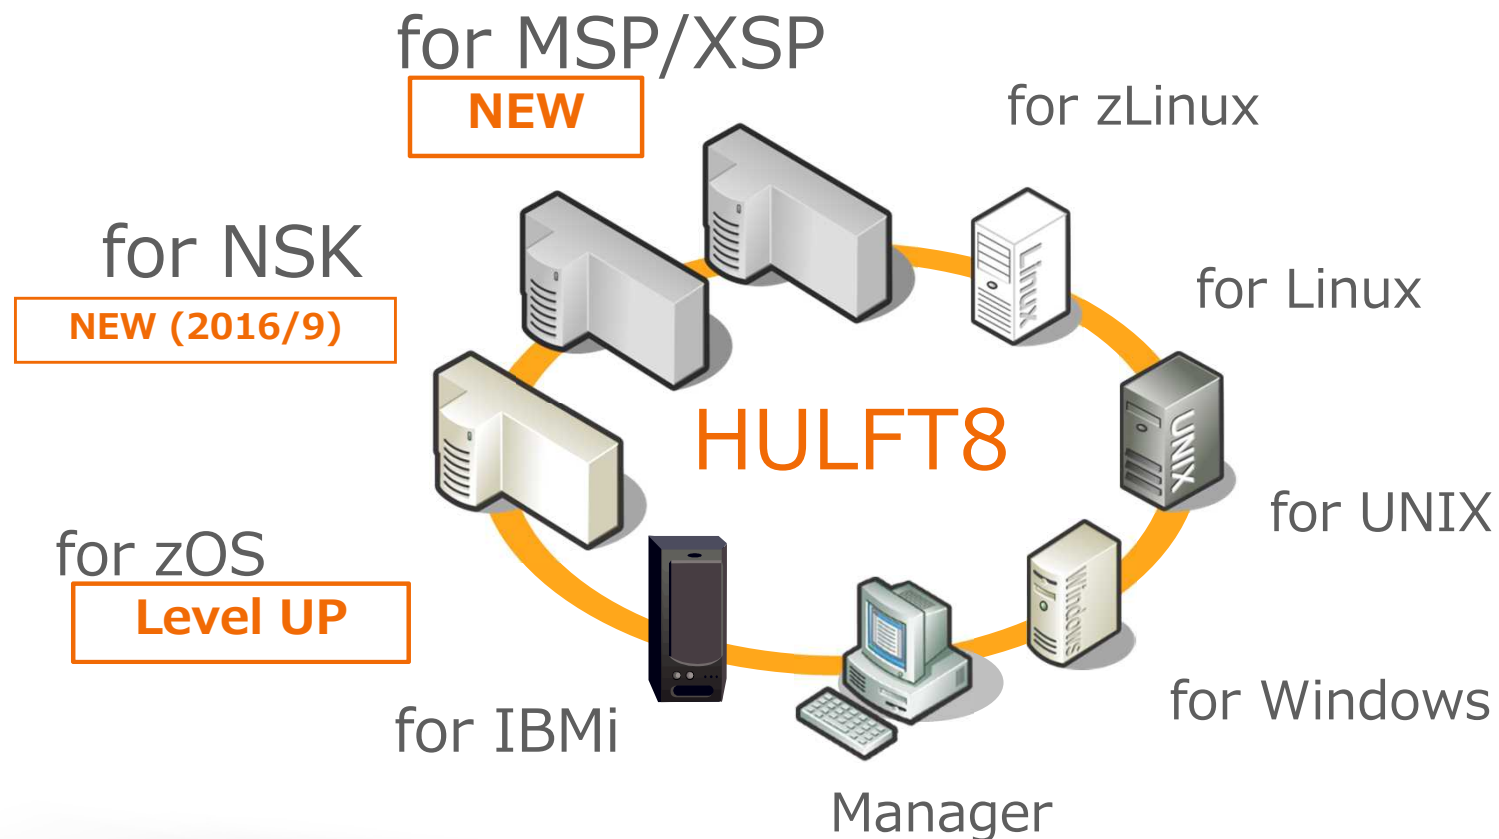 for MSP/XSP
NEW
for zLinux
for NSK
NEW (2016/9)
Linux
for Linux
HULFT8
UNIX
for UNIX
for zOS
Level UP
Windows
for Windows
for IBMi
Manager